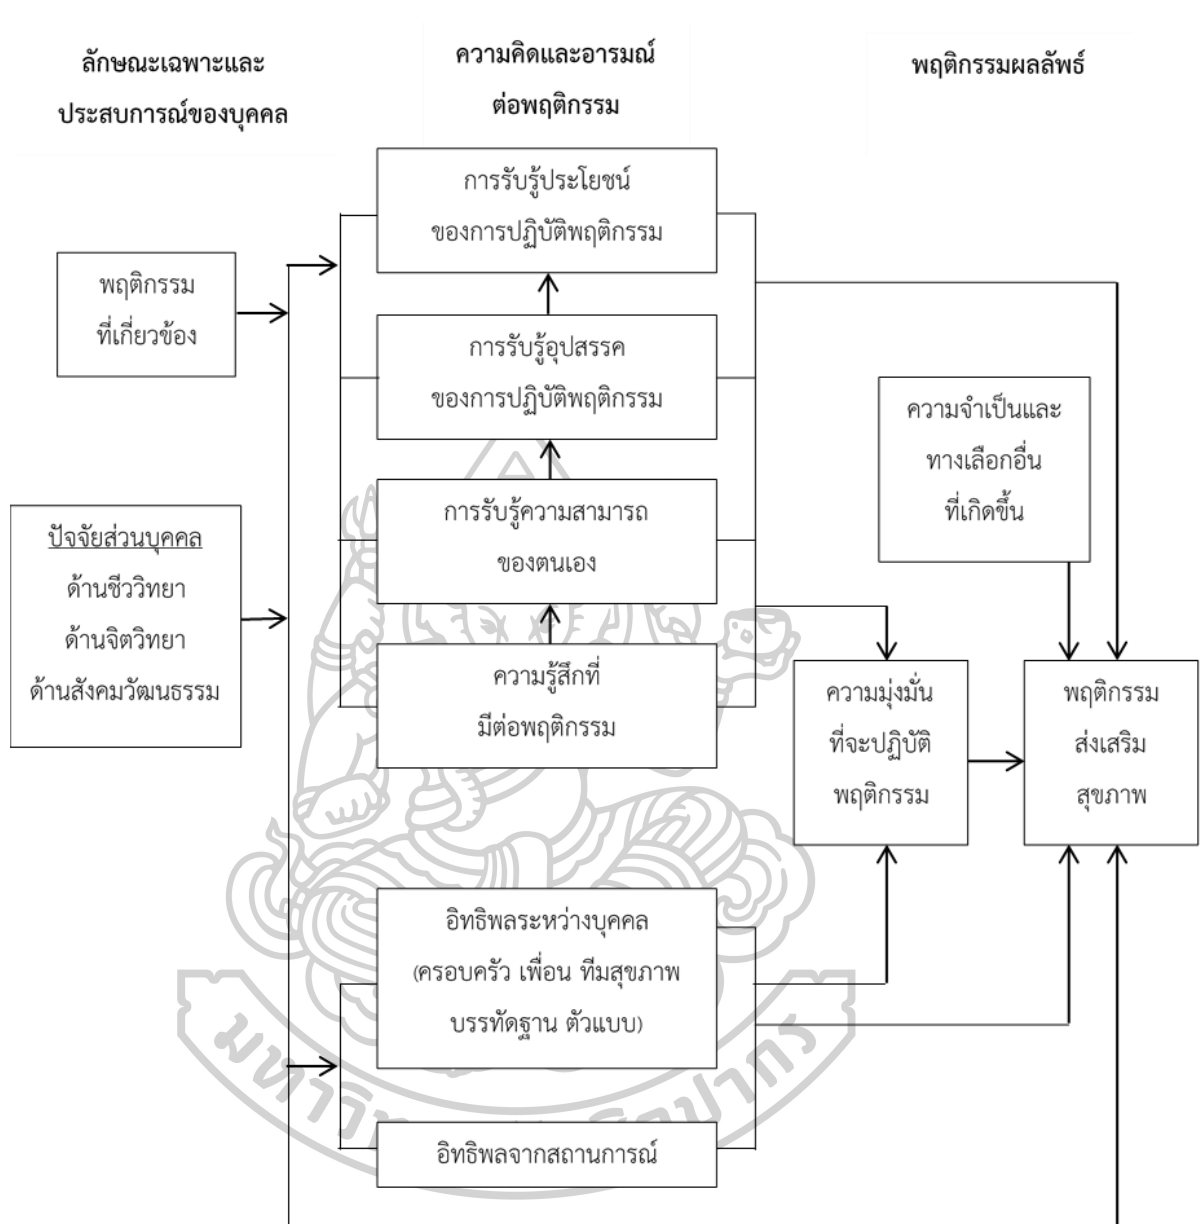 ลักษณะเฉพาะและ
ประสบการณ์ของบุคคล
ความคิดและอารมณ์
ต่อพฤติกรรม
พฤติกรรมผลลัพธ์
พฤติกรรม
ที่เกี่ยวข้อง
ปัจจัยส่วนบุคคล
ด้านชีววิทยา
ด้านจิตวิทยา
ด้านสังคมวัฒนธรรม
การรับรู้ประโยชน์
ของการปฏิบัติพฤติกรรม
การรับรู้อุปสรรค
ของการปฏิบัติพฤติกรรม
การรับรู้ความสามารถ
ของตนเอง
ความรู้สึกที่
มีต่อพฤติกรรม
อิทธิพลระหว่างบุคคล
(ครอบครัว เพื่อน ทีมสุขภาพ
บรรทัดฐาน ตัวแบบ)
อิทธิพลจากสถานการณ์
ความจำเป็นและ
ทางเลือกอื่น
ที่เกิดขึ้น
ความมุ่งมั่น
ที่จะปฏิบัติ
พฤติกรรม
พฤติกรรม
ส่งเสริม
สุขภาพ